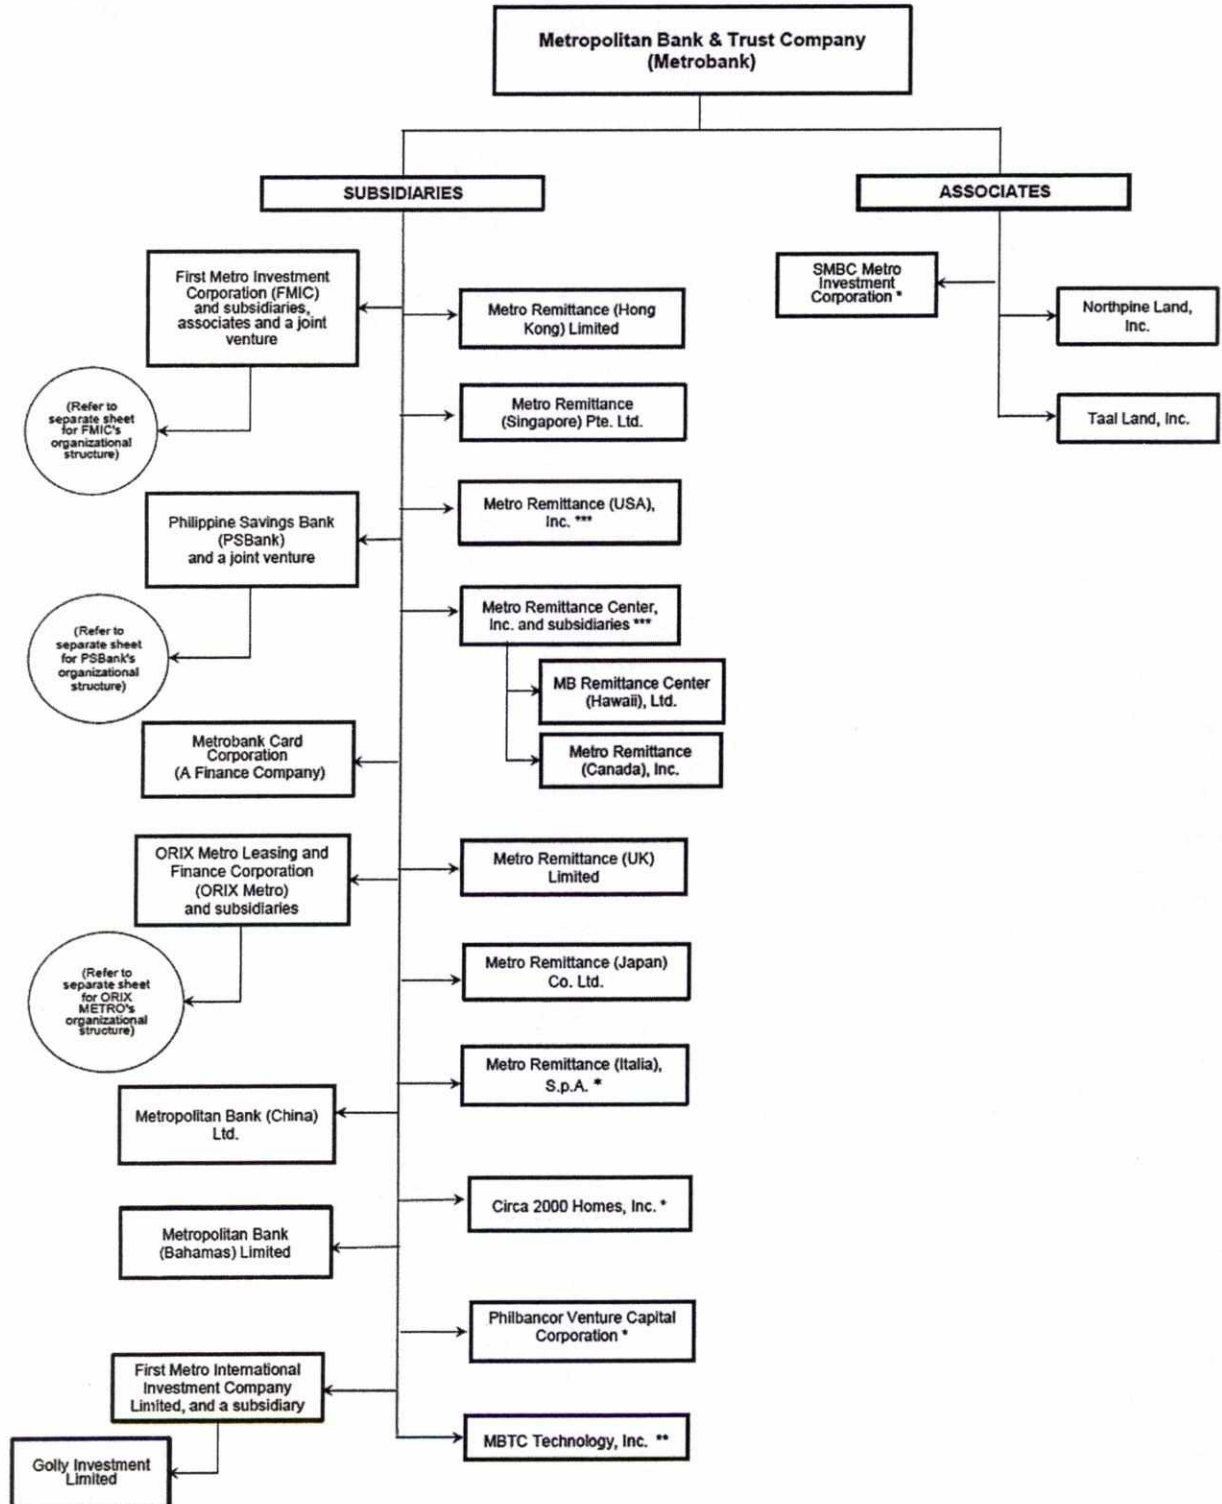 Metropolitan Bank & Trust Company
(Metrobank)
SUBSIDIARIES
ASSOCIATES
First Metro Investment
Corporation (FMIC)
and subsidiaries,
associates and a joint
venture
(Refer to
separate sheet
for FMIC's
organizational
structure)
Philippine Savings Bank
(PSBank)
and a joint venture
(Refer to
separate sheet
for PSBank's
organizational
structure)
Metrobank Card
Corporation
(A Finance Company)
ORIX Metro Leasing and
Finance Corporation
(ORIX Metro)
and subsidiaries
(Refer to
separate sheet
for ORIX
METRO's
organizational
structure)
Metropolitan Bank (China)
Ltd.
Metropolitan Bank
(Bahamas) Limited
First Metro International
Investment Company
Limited, and a subsidiary
Golly Investment
Limited
Metro Remittance (Hong
Kong) Limited
Metro Remittance
(Singapore) Pte. Ltd.
Metro Remittance (USA),
Inc. ***
Metro Remittance Center,
Inc. and subsidiaries ***
MB Remittance Center
(Hawaii), Ltd.
Metro Remittance
(Canada), Inc.
Metro Remittance (UK)
Limited
Metro Remittance (Japan)
Co. Ltd.
Metro Remittance (Italia),
S.p.A. *
Circa 2000 Homes, Inc. *
Philbancor Venture Capital
Corporation *
MBTC Technology, Inc. **
SMBC Metro
Investment
Corporation *
Northpine Land,
Inc.
Taal Land, Inc.